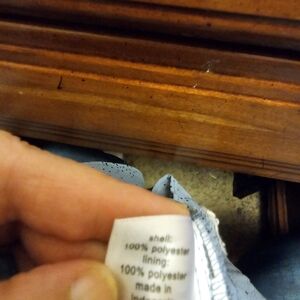 shell:
100% polyester
lining:
100% polyester
made in